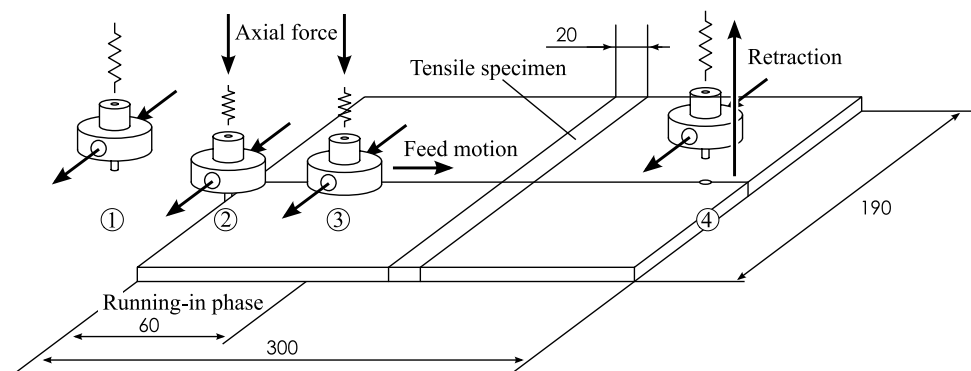 20
Axial force
Retraction
Tensile specimen
Feed motion
①
②
③
④
190
Running-in phase
60
300